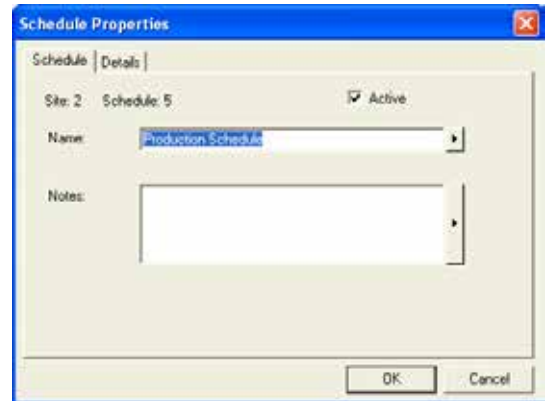 Schedule Properties
Schedule Details
Site: 2 Schedule: 5 Active
Name: Production Schedule
Notes:
OK Cancel